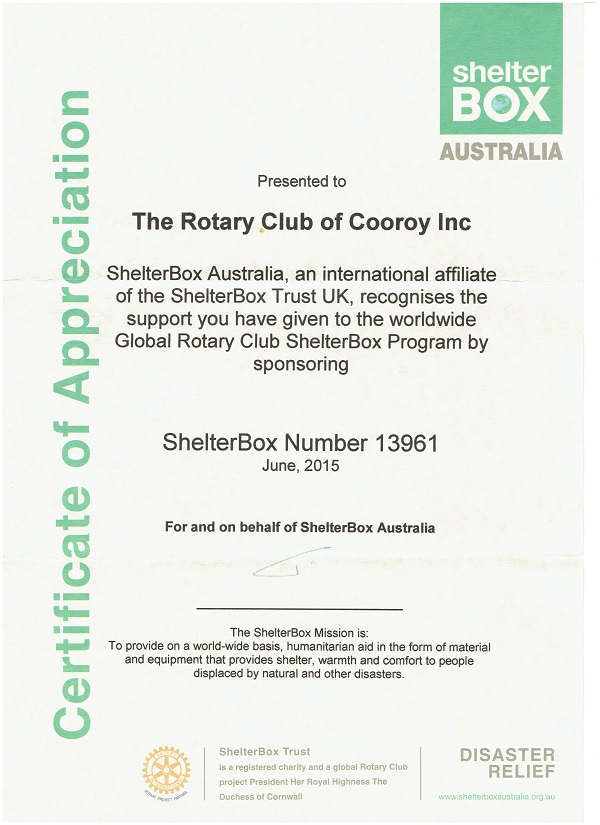 shelter
BOX
AUSTRALIA
Certificate of Appreciation
Presented to
The Rotary Club of Cooroy Inc
ShelterBox Australia, an international affiliate
of the ShelterBox Trust UK, recognises the
support you have given to the worldwide
Global Rotary Club ShelterBox Program by
sponsoring
ShelterBox Number 13961
June, 2015
For and on behalf of ShelterBox Australia
The ShelterBox Mission is:
To provide on a world-wide basis, humanitarian aid in the form of material
and equipment that provides shelter, warmth and comfort to people
displaced by natural and other disasters.
ROTARY PROJECT PARTNER
ShelterBox Trust
is a registered charity and a global Rotary Club
project President Her Royal Highness The
Duchess of Cornwall
DISASTER
RELIEF
www.shelterboxaustralia.org.au